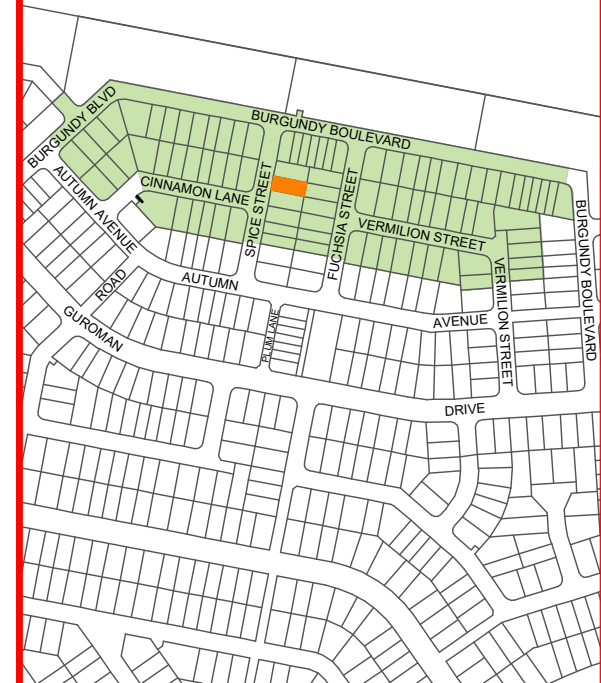 BURGUNDY BLVD
BURGUNDY BOULEVARD
CINNAMON LANE
SPICE STREET
FUCHSIA STREET
AUTUMN AVENUE
VERMILION STREET
BURGUNDY BOULEVARD
VERMILION STREET
ROAD
AUTUMN
AVENUE
GUROMAN
PLUM LANE
DRIVE